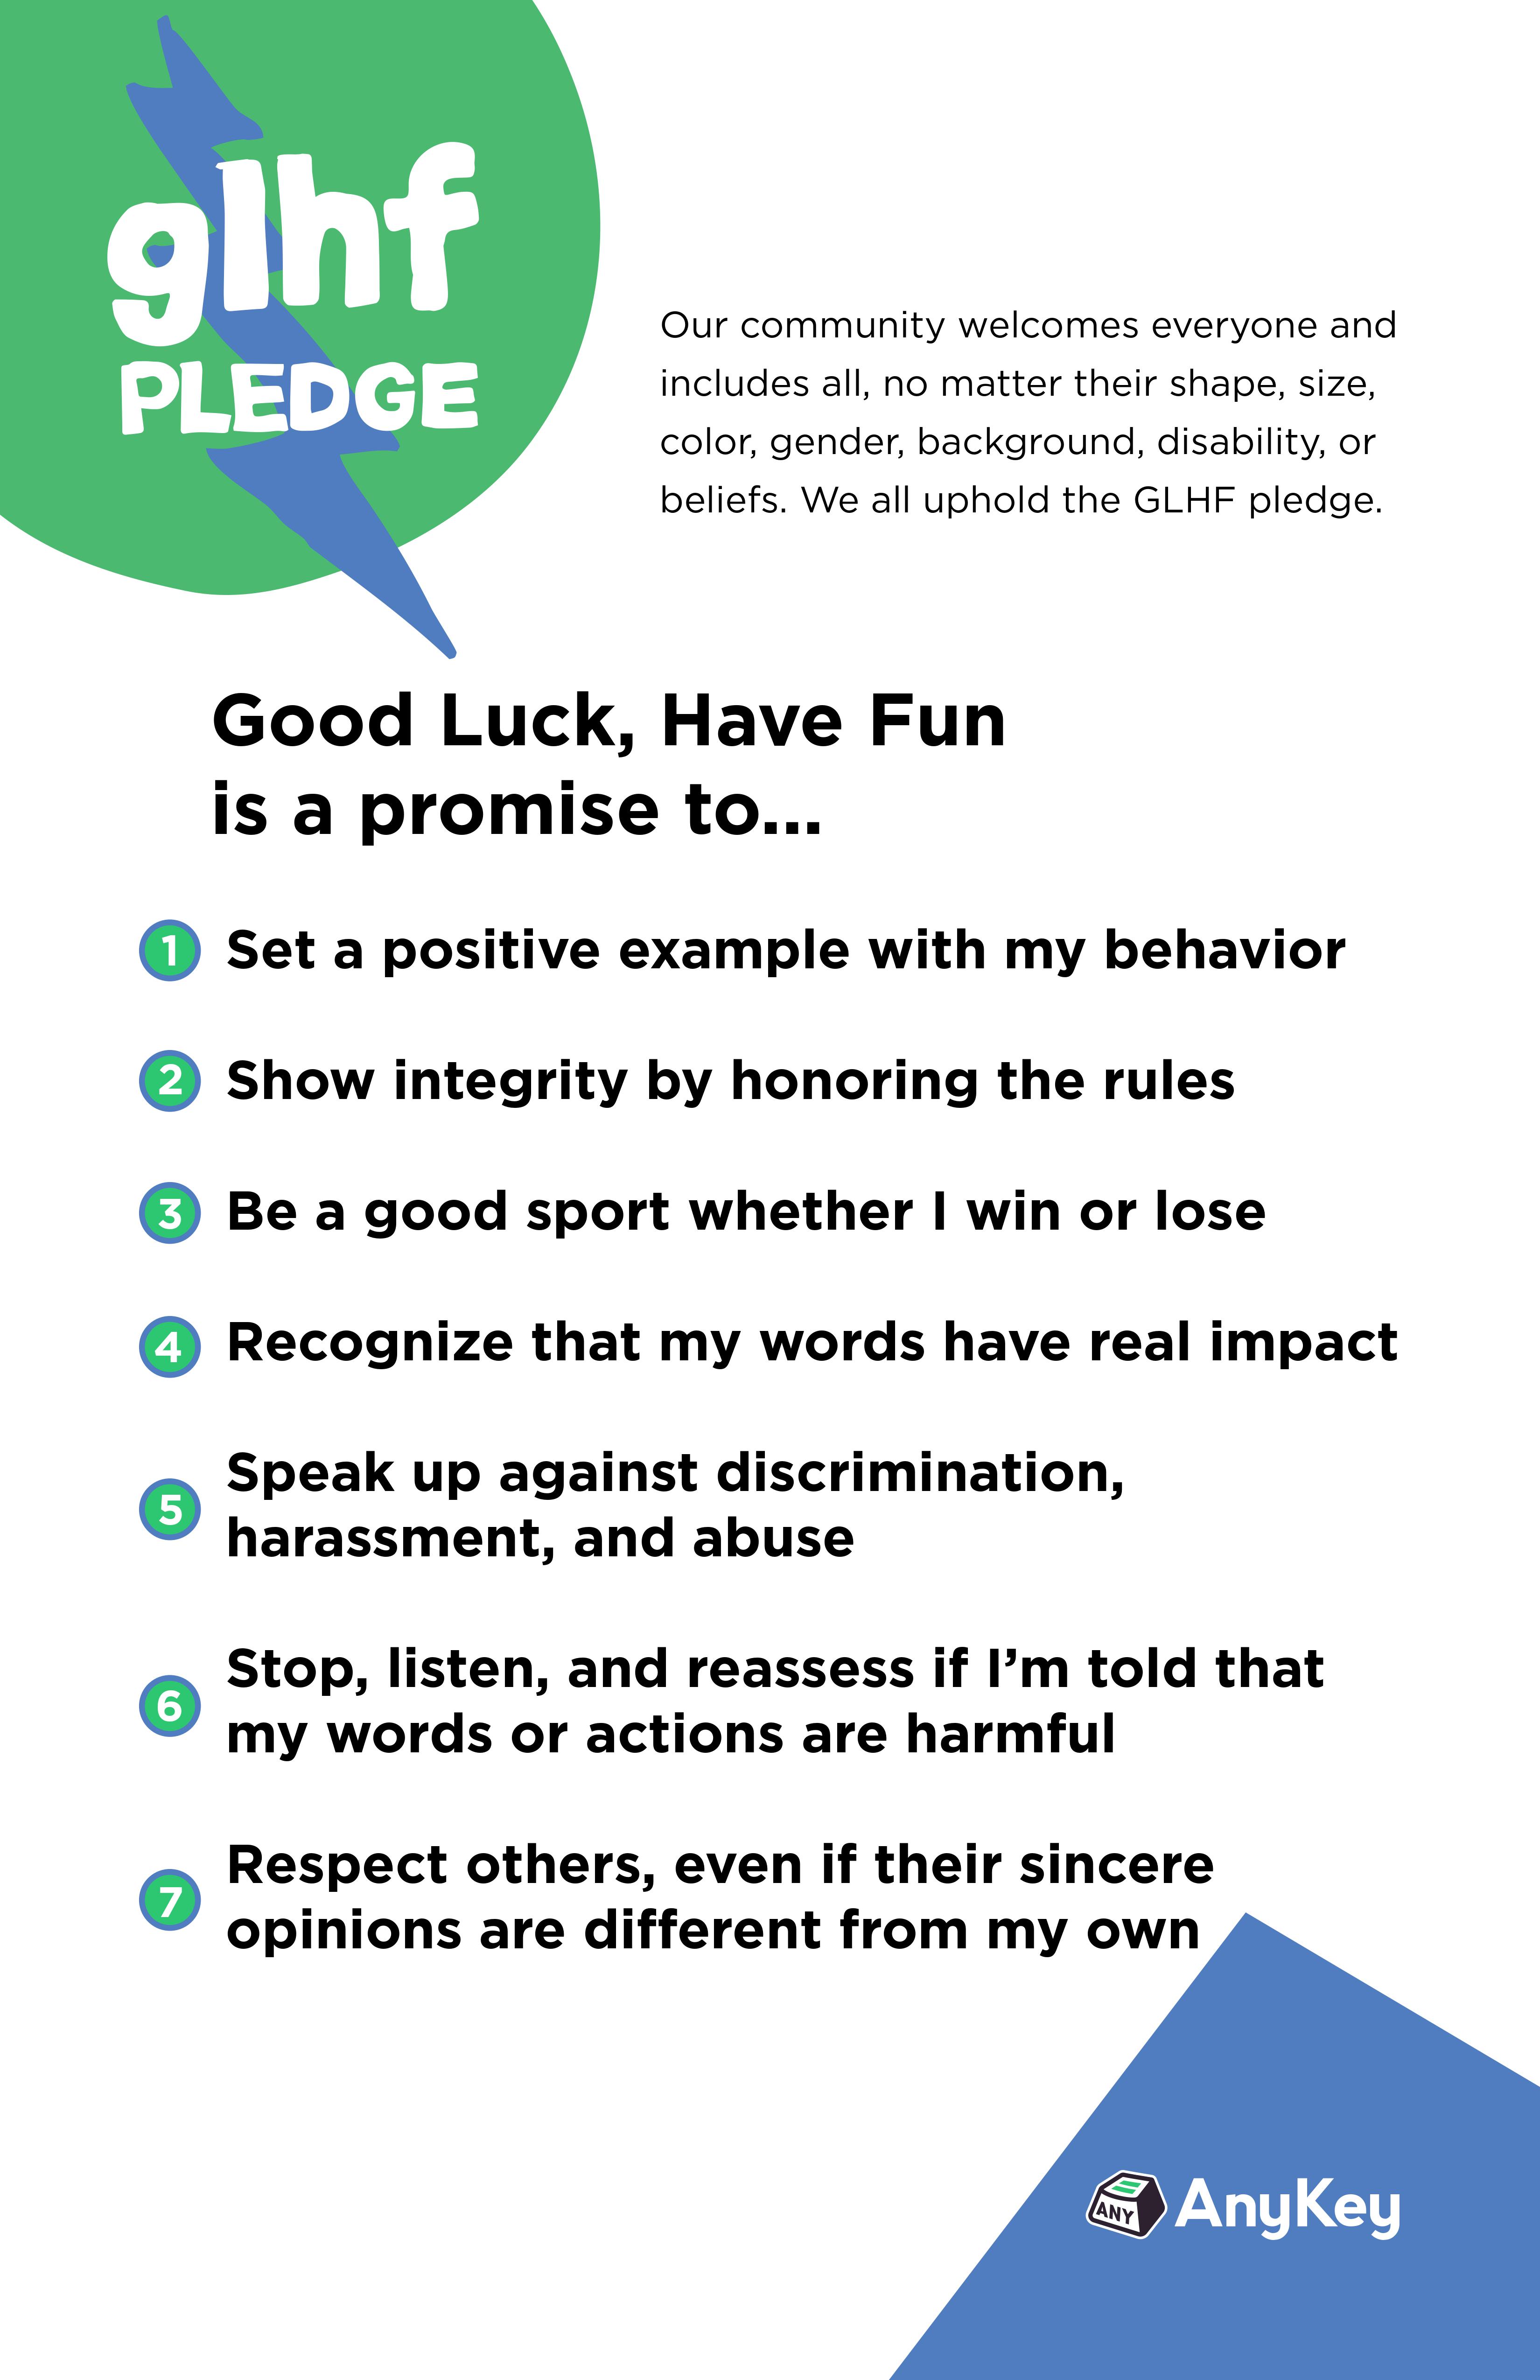 glhf
PLEDGE
Our community welcomes everyone and
includes all, no matter their shape, size,
color, gender, background, disability, or
beliefs. We all uphold the GLHF pledge.
Good Luck, Have Fun
is a promise to...
1 Set a positive example with my behavior
2 Show integrity by honoring the rules
3 Be a good sport whether I win or lose
4 Recognize that my words have real impact
5 Speak up against discrimination,
harassment, and abuse
6 Stop, listen, and reassess if I’m told that
my words or actions are harmful
7 Respect others, even if their sincere
opinions are different from my own
ANY AnyKey